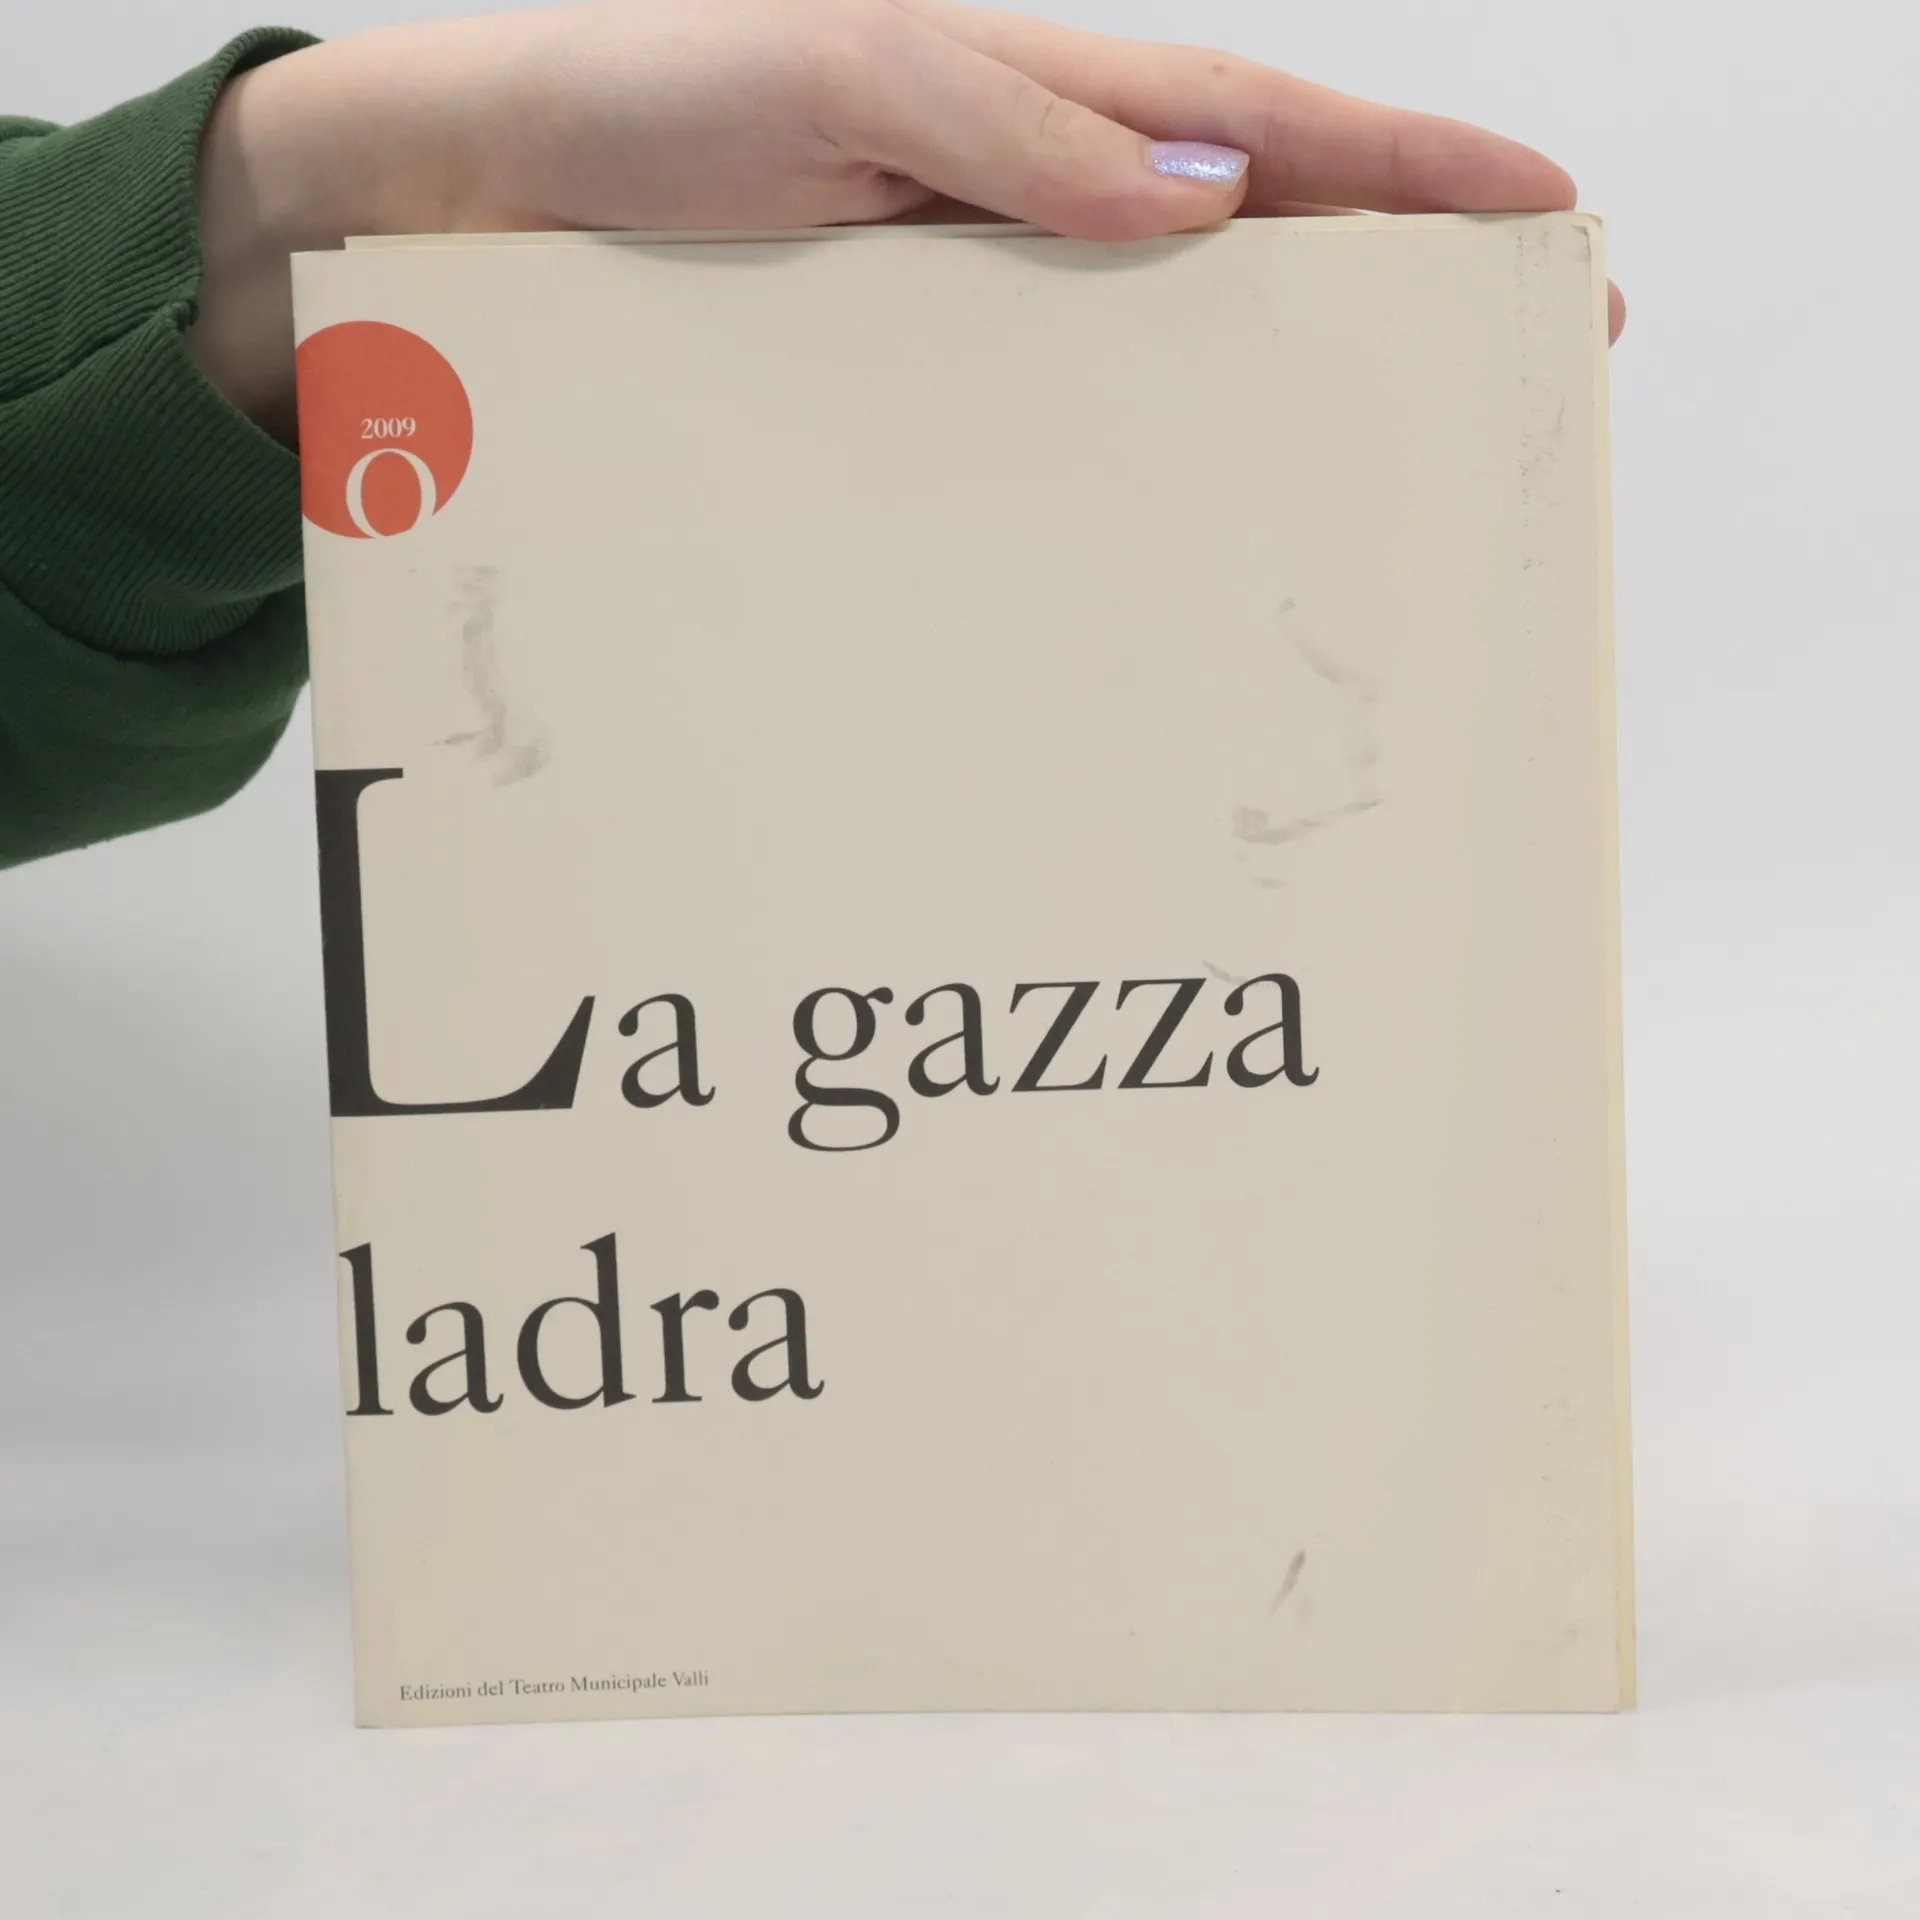 2009
O
La gazza
ladra
Edizioni del Teatro Municipale Valli